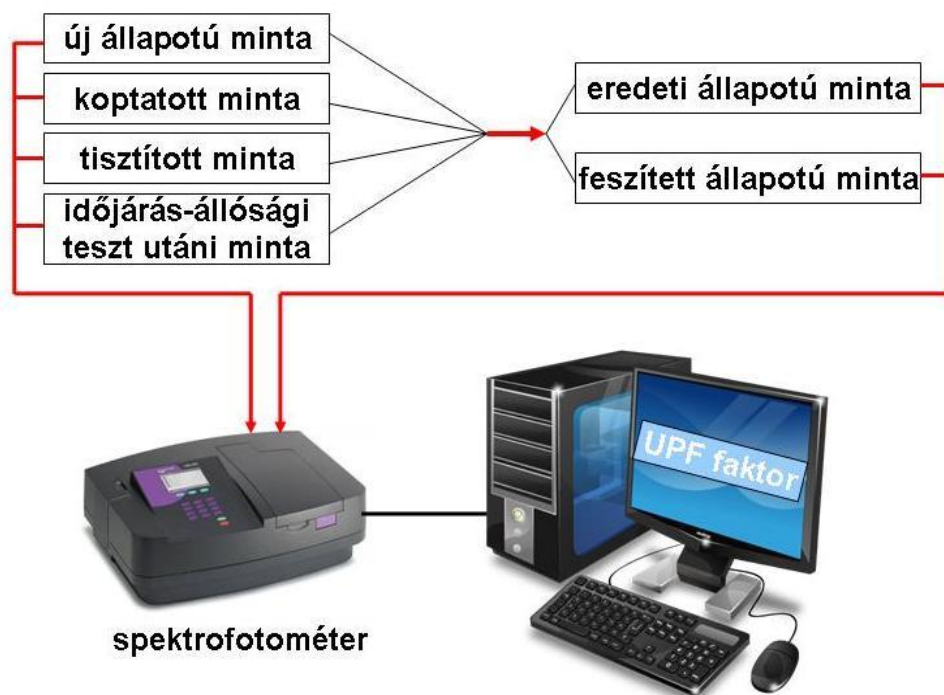 új állapotú minta
koptatott minta
tisztított minta
időjárás-állósági
teszt utáni minta
eredeti állapotú minta
feszített állapotú minta
UPF faktor
spektrofotométer